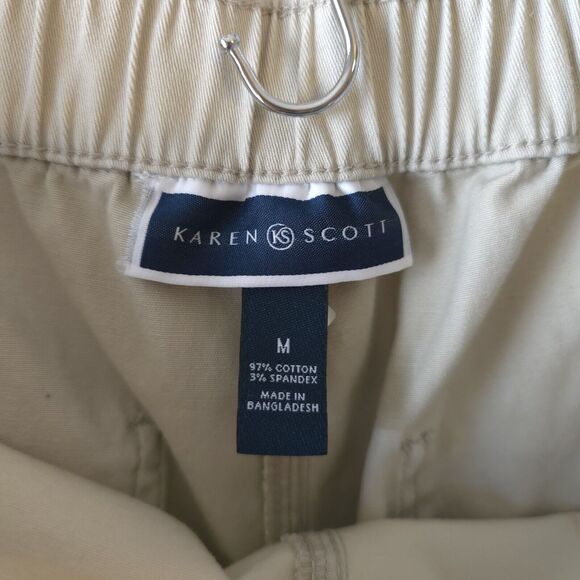 KAREN KS SCOTT
M
97% COTTON
3% SPANDEX
MADE IN
BANGLADESH